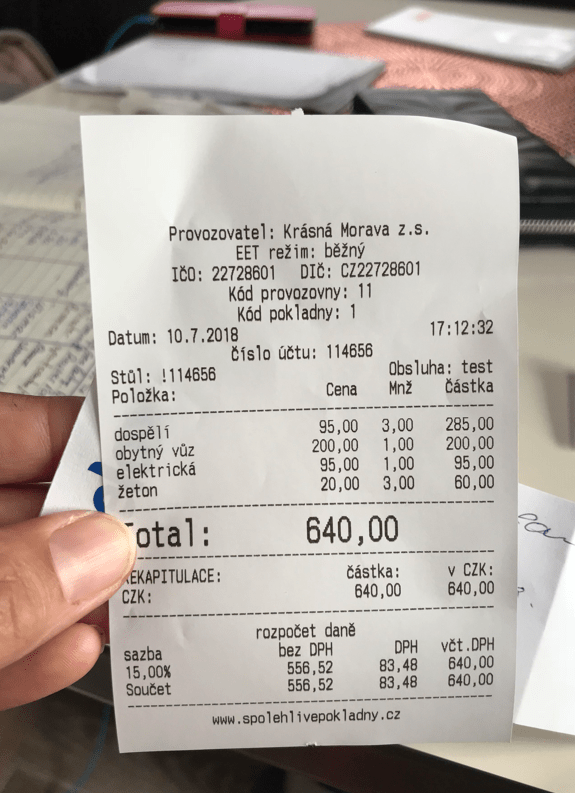 Provozovatel: Krásná Morava z.s.
EET režim: běžný
IČO: 22728601 DIČ: CZ22728601
Kód provozovny: 11
Kód pokladny: 1
Datum: 10.7.2018 17:12:32
číslo účtu: 114656
Stůl: !114656 Obsluha: test
Položka: Cena Mnž Částka
dospělí 95,00 3,00 285,00
obytný vůz 200,00 1,00 200,00
elektrická 95,00 1,00 95,00
žeton 20,00 3,00 60,00
Total: 640,00
REKAPITULACE: částka: v CZK:
CZK: 640,00 640,00
rozpočet daně
sazba bez DPH DPH včt.DPH
15,00% 556,52 83,48 640,00
Součet 556,52 83,48 640,00
www.spolehlivepokladny.cz